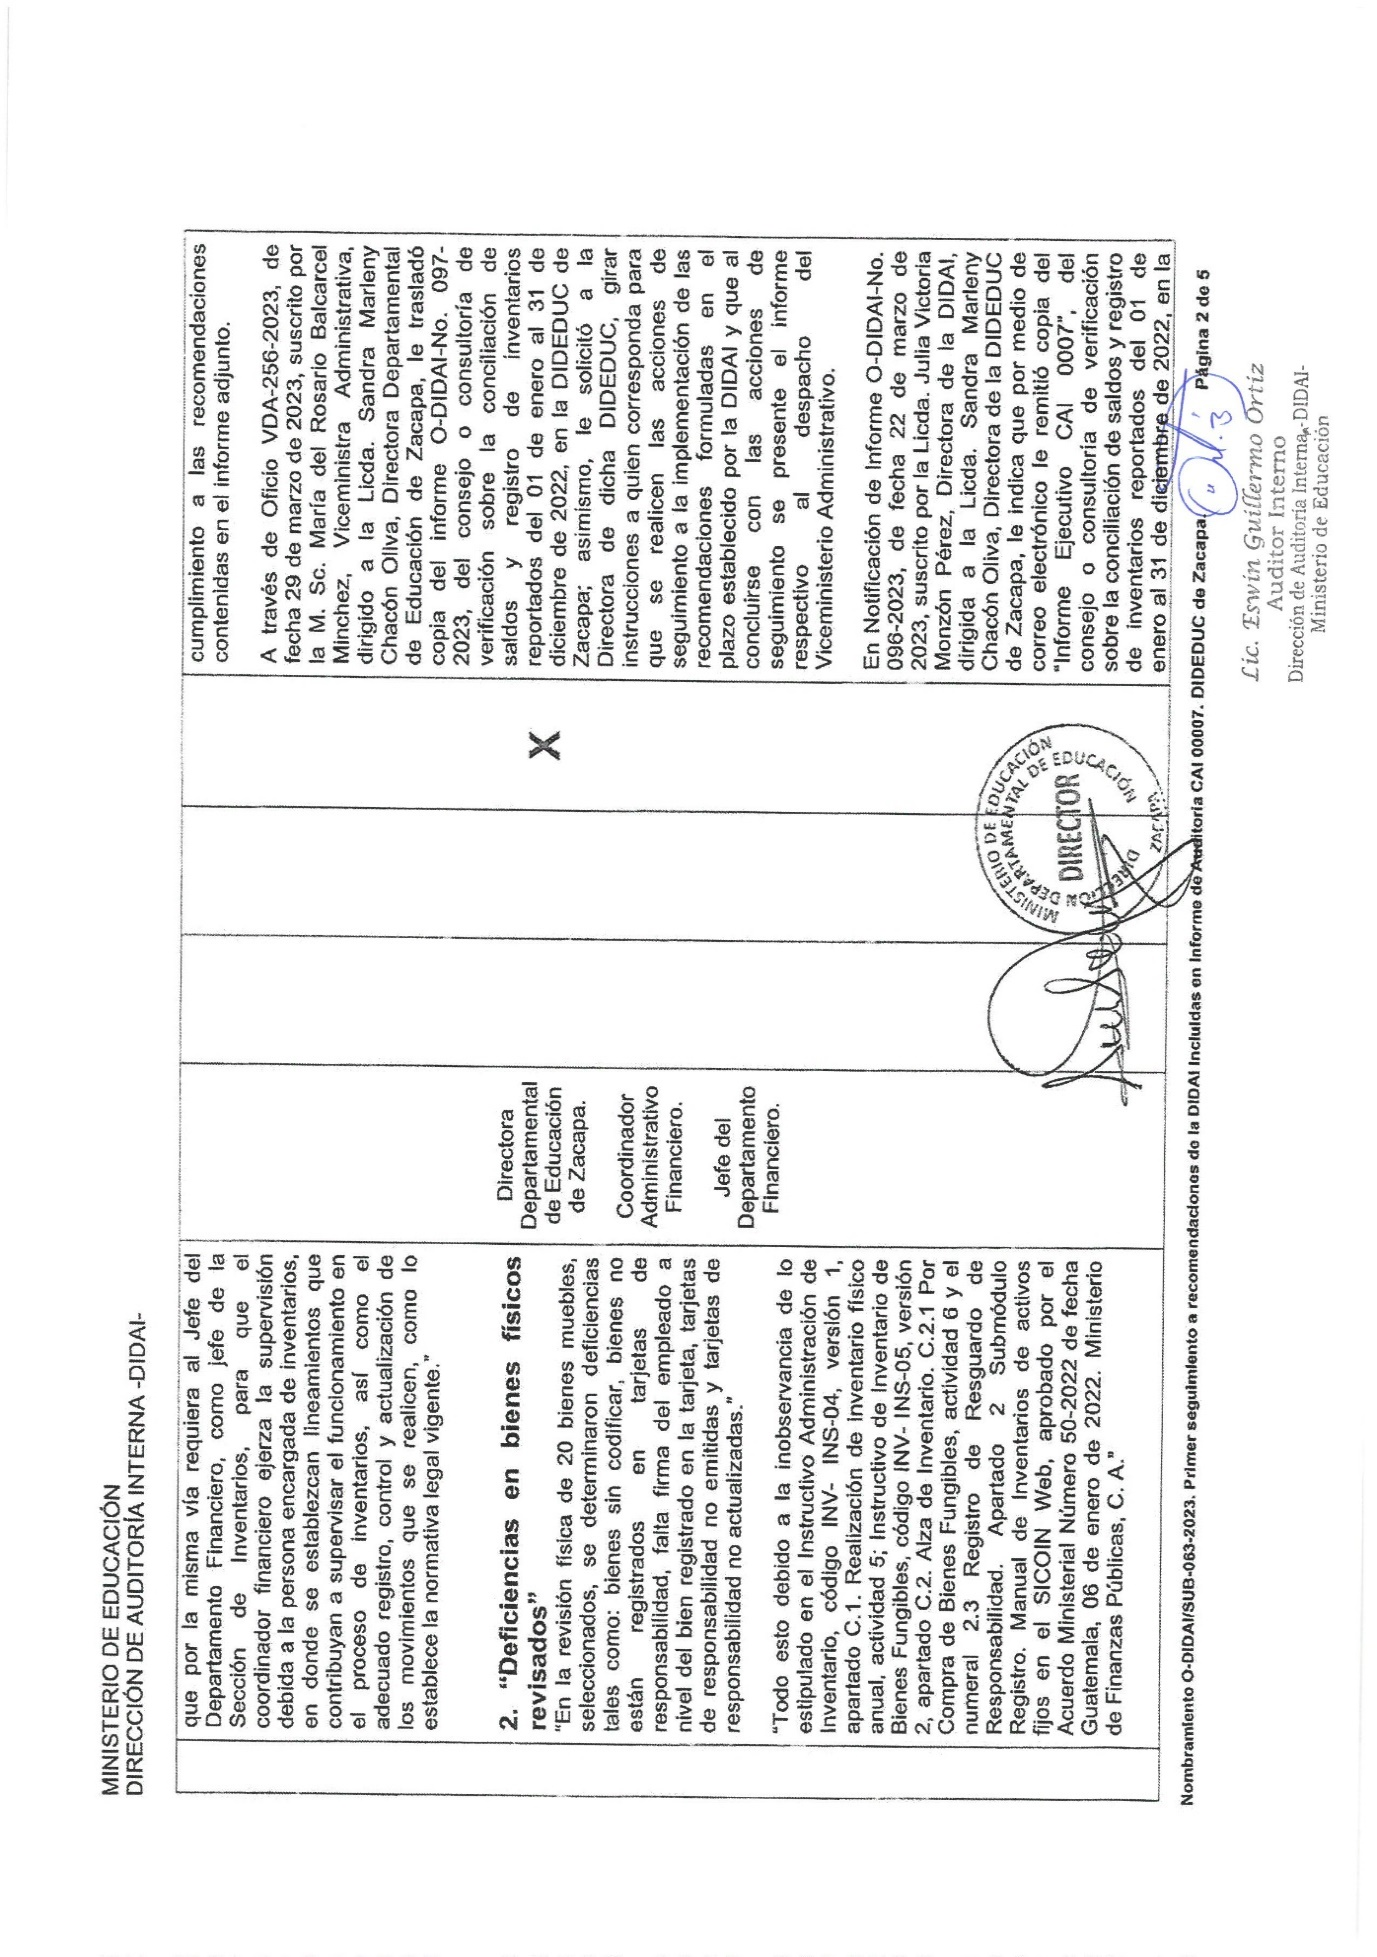 MINISTERIO DE EDUCACIÓN
DIRECCIÓN DE AUDITORÍA INTERNA -DIDAI-
que por la misma vía requiera al Jefe del
Departamento Financiero, como jefe de la
Sección de Inventarios, para que el
coordinador financiero ejerza la supervisión
debida a la persona encargada de inventarios,
en donde se establezcan lineamientos que
contribuyan a supervisar el funcionamiento en
el proceso de inventarios, así como el
adecuado registro, control y actualización de
los movimientos que se realicen, como lo
establece la normativa legal vigente.”
2. “Deficiencias en bienes físicos
revisados”
“En la revisión física de 20 bienes muebles,
seleccionados, se determinaron deficiencias
tales como: bienes sin codificar, bienes no
están registrados en tarjetas de
responsabilidad, falta firma del empleado a
nivel del bien registrado en la tarjeta, tarjetas
de responsabilidad no emitidas y tarjetas de
responsabilidad no actualizadas.”
“Todo esto debido a la inobservancia de lo
estipulado en el Instructivo Administración de
Inventario, código INV- INS-04, versión 1,
apartado C.1. Realización de inventario físico
anual, actividad 5; Instructivo de Inventario de
Bienes Fungibles, código INV- INS-05, versión
2, apartado C.2. Alza de Inventario. C.2.1 Por
Compra de Bienes Fungibles, actividad 6 y el
numeral 2.3 Registro de Resguardo de
Responsabilidad. Apartado 2 Submódulo
Registro. Manual de Inventarios de activos
fijos en el SICOIN Web, aprobado por el
Acuerdo Ministerial Número 50-2022 de fecha
Guatemala, 06 de enero de 2022. Ministerio
de Finanzas Públicas, C. A.”
Directora
Departamental
de Educación
de Zacapa.
Coordinador
Administrativo
Financiero.
Jefe del
Departamento
Financiero.
X
cumplimiento a las recomendaciones
contenidas en el informe adjunto.
A través de Oficio VDA-256-2023, de
fecha 29 de marzo de 2023, suscrito por
la M. Sc. María del Rosario Balcarcel
Minchez, Viceministra Administrativa,
dirigido a la Licda. Sandra Marleny
Chacón Oliva, Directora Departamental
de Educación de Zacapa, le trasladó
copia del informe O-DIDAI-No. 097-
2023, del consejo o consultoría de
verificación sobre la conciliación de
saldos y registro de inventarios
reportados del 01 de enero al 31 de
diciembre de 2022, en la DIDEDUC de
Zacapa; asimismo, le solicitó a la
Directora de dicha DIDEDUC, girar
instrucciones a quien corresponda para
que se realicen las acciones de
seguimiento a la implementación de las
recomendaciones formuladas en el
plazo establecido por la DIDAI y que al
concluirse con las acciones de
seguimiento se presente el informe
respectivo al despacho del
Viceministerio Administrativo.
En Notificación de Informe O-DIDAI-No.
096-2023, de fecha 22 de marzo de
2023, suscrito por la Licda. Julia Victoria
Monzón Pérez, Directora de la DIDAI,
dirigida a la Licda. Sandra Marleny
Chacón Oliva, Directora de la DIDEDUC
de Zacapa, le indica que por medio de
correo electrónico le remitió copia del
“Informe Ejecutivo CAI 0007”, del
consejo o consultoría de verificación
sobre la conciliación de saldos y registro
de inventarios reportados del 01 de
enero al 31 de diciembre de 2022, en la
MINISTERIO DE EDUCACIÓN
DIRECCIÓN DEPARTAMENTAL DE EDUCACIÓN
DIRECTOR
ZACAPA
Nombramiento O-DIDAI/SUB-063-2023. Primer seguimiento a recomendaciones de la DIDAI Incluidas en Informe de Auditoría CAI 00007. DIDEDUC de Zacapa.
Página 2 de 5
Lic. Eswin Guillermo Ortiz
Auditor Interno
Dirección de Auditoría Interna, -DIDAI-
Ministerio de Educación